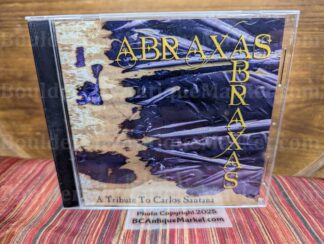 ABRAXAS
ABRAXAS
A Tribute To Carlos Santana
Photo Copyright 2025
BCAntiqueMarket.com